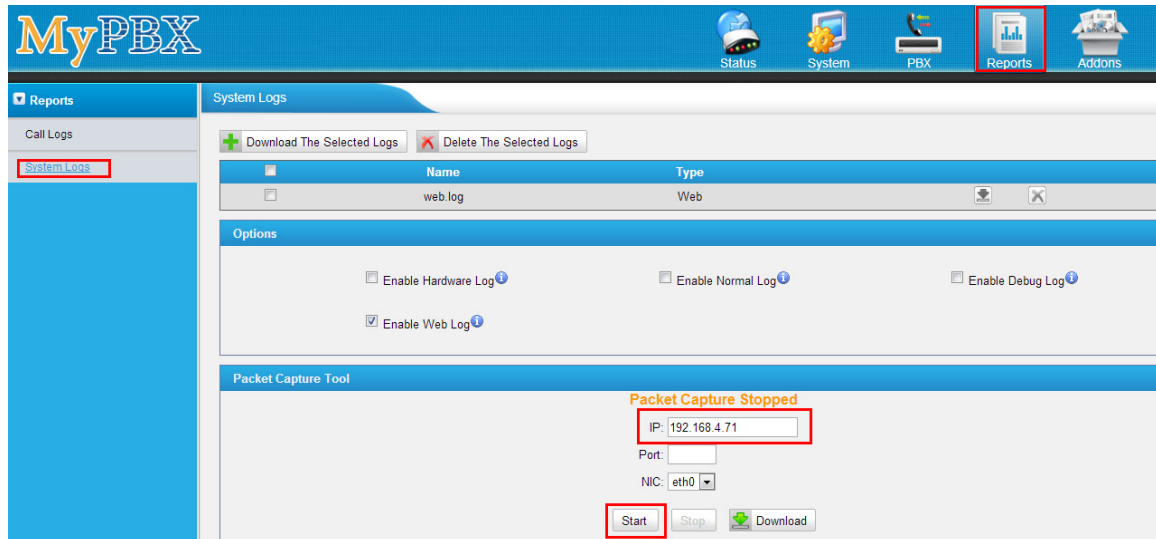 MyPBX
Status
System
PBX
Reports
Addons
Reports
System Logs
Call Logs
System Logs
Download The Selected Logs
Delete The Selected Logs
Name Type
web.log Web
Options
Enable Hardware Log Enable Normal Log Enable Debug Log
Enable Web Log
Packet Capture Tool
Packet Capture Stopped
IP: 192.168.4.71
Port:
NIC: eth0
Start Stop Download